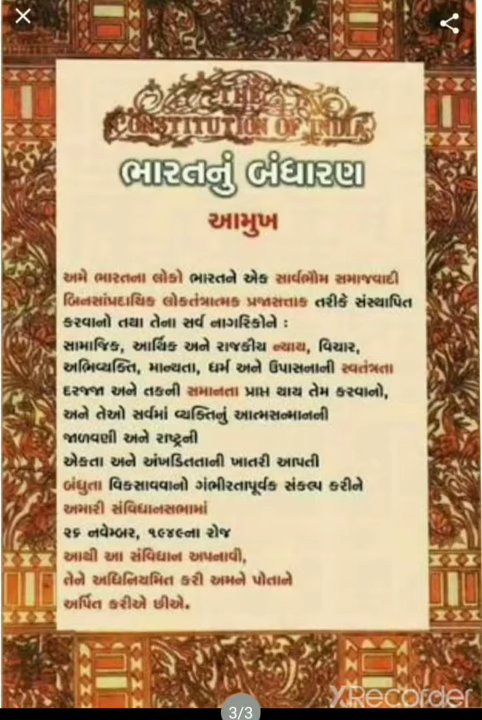 THE
CONSTITUTION OF INDIA
ભારતનું બંધારણ
આમુખ
અમે ભારતના લોકો ભારતને એક સાર્વભૌમ સમાજવાદી
બિનસાંપ્રદાયિક લોકતંત્રાત્મક પ્રજાસત્તાક તરીકે સંસ્થાપિત
કરવાનો તથા તેના સર્વ નાગરિકોને :
સામાજિક, આર્થિક અને રાજકીય ન્યાય, વિચાર,
અભિવ્યક્તિ, માન્યતા, ધર્મ અને ઉપાસનાની સ્વતંત્રતા
દરજ્જા અને તકની સમાનતા પ્રાપ્ત થાય તેમ કરવાનો,
અને તેઓ સર્વમાં વ્યક્તિનું આત્મસન્માનની
જાળવણી અને રાષ્ટ્રની
એકતા અને અંખડિતતાની ખાતરી આપતી
બંધુતા વિકસાવવાનો ગંભીરતાપૂર્વક સંકલ્પ કરીને
અમારી સંવિધાનસભામાં
૨૬ નવેમ્બર, ૧૯૪૯ના રોજ
આથી આ સંવિધાન અપનાવી,
તેને અધિનિયમિત કરી અમને પોતાને
અર્પિત કરીએ છીએ.
XRecorder
3/3